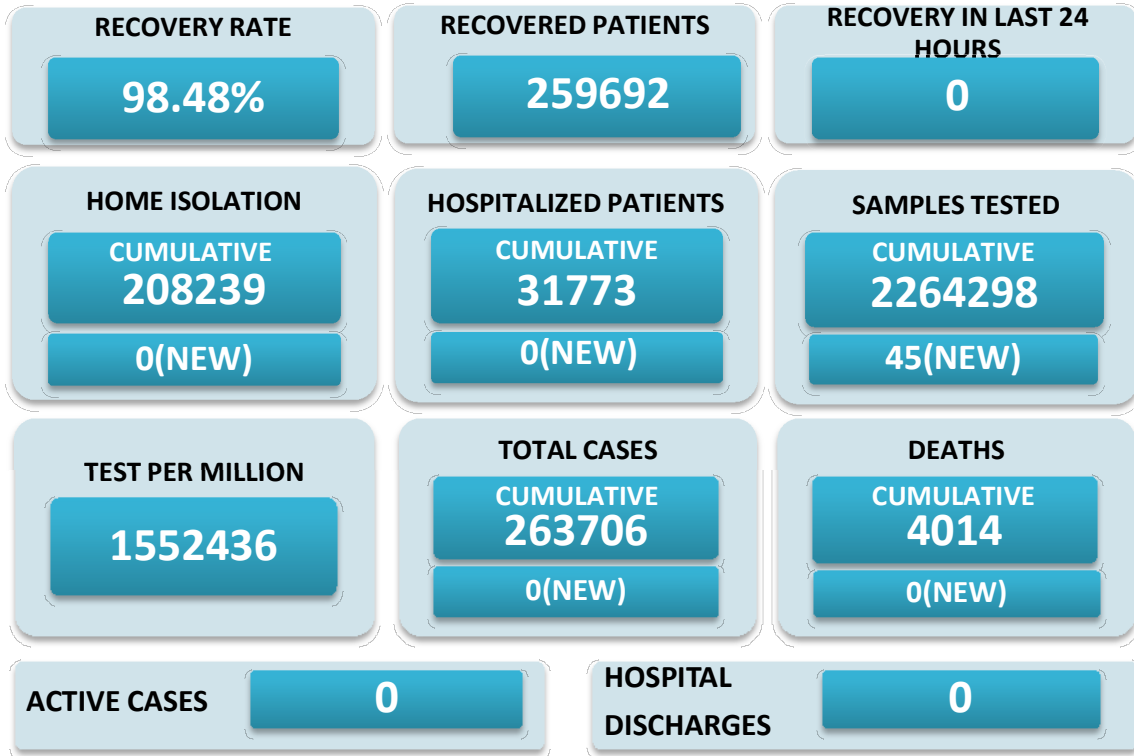 RECOVERY RATE
98.48%
RECOVERED PATIENTS
259692
RECOVERY IN LAST 24
HOURS
0
HOME ISOLATION
CUMULATIVE
208239
0(NEW)
HOSPITALIZED PATIENTS
CUMULATIVE
31773
0(NEW)
SAMPLES TESTED
CUMULATIVE
2264298
45(NEW)
TEST PER MILLION
1552436
TOTAL CASES
CUMULATIVE
263706
0(NEW)
DEATHS
CUMULATIVE
4014
0(NEW)
ACTIVE CASES
0
HOSPITAL
DISCHARGES
0